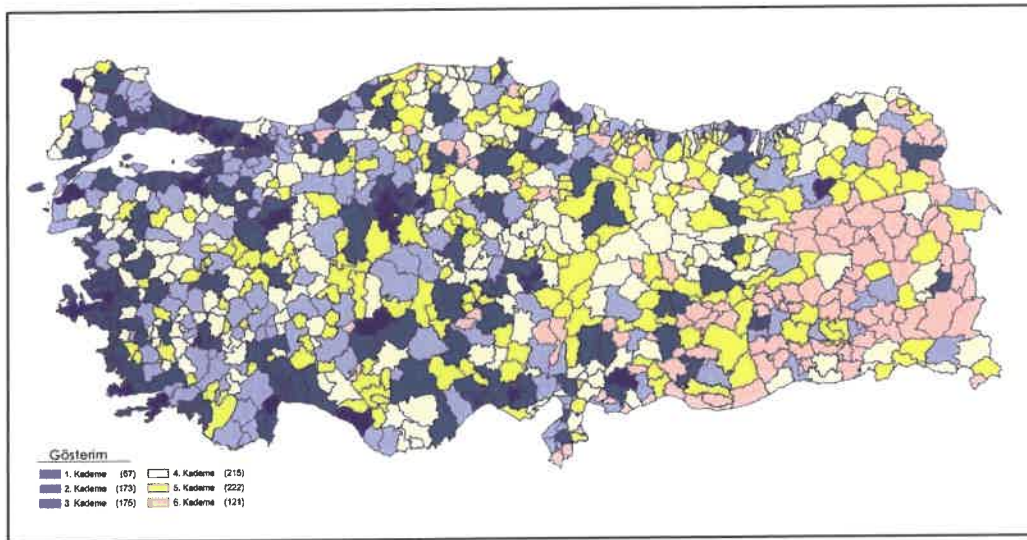 Gösterim
1. Kademe (67) 4. Kademe (215)
2. Kademe (173) 5. Kademe (222)
3 Kademe (175) 6. Kademe (121)